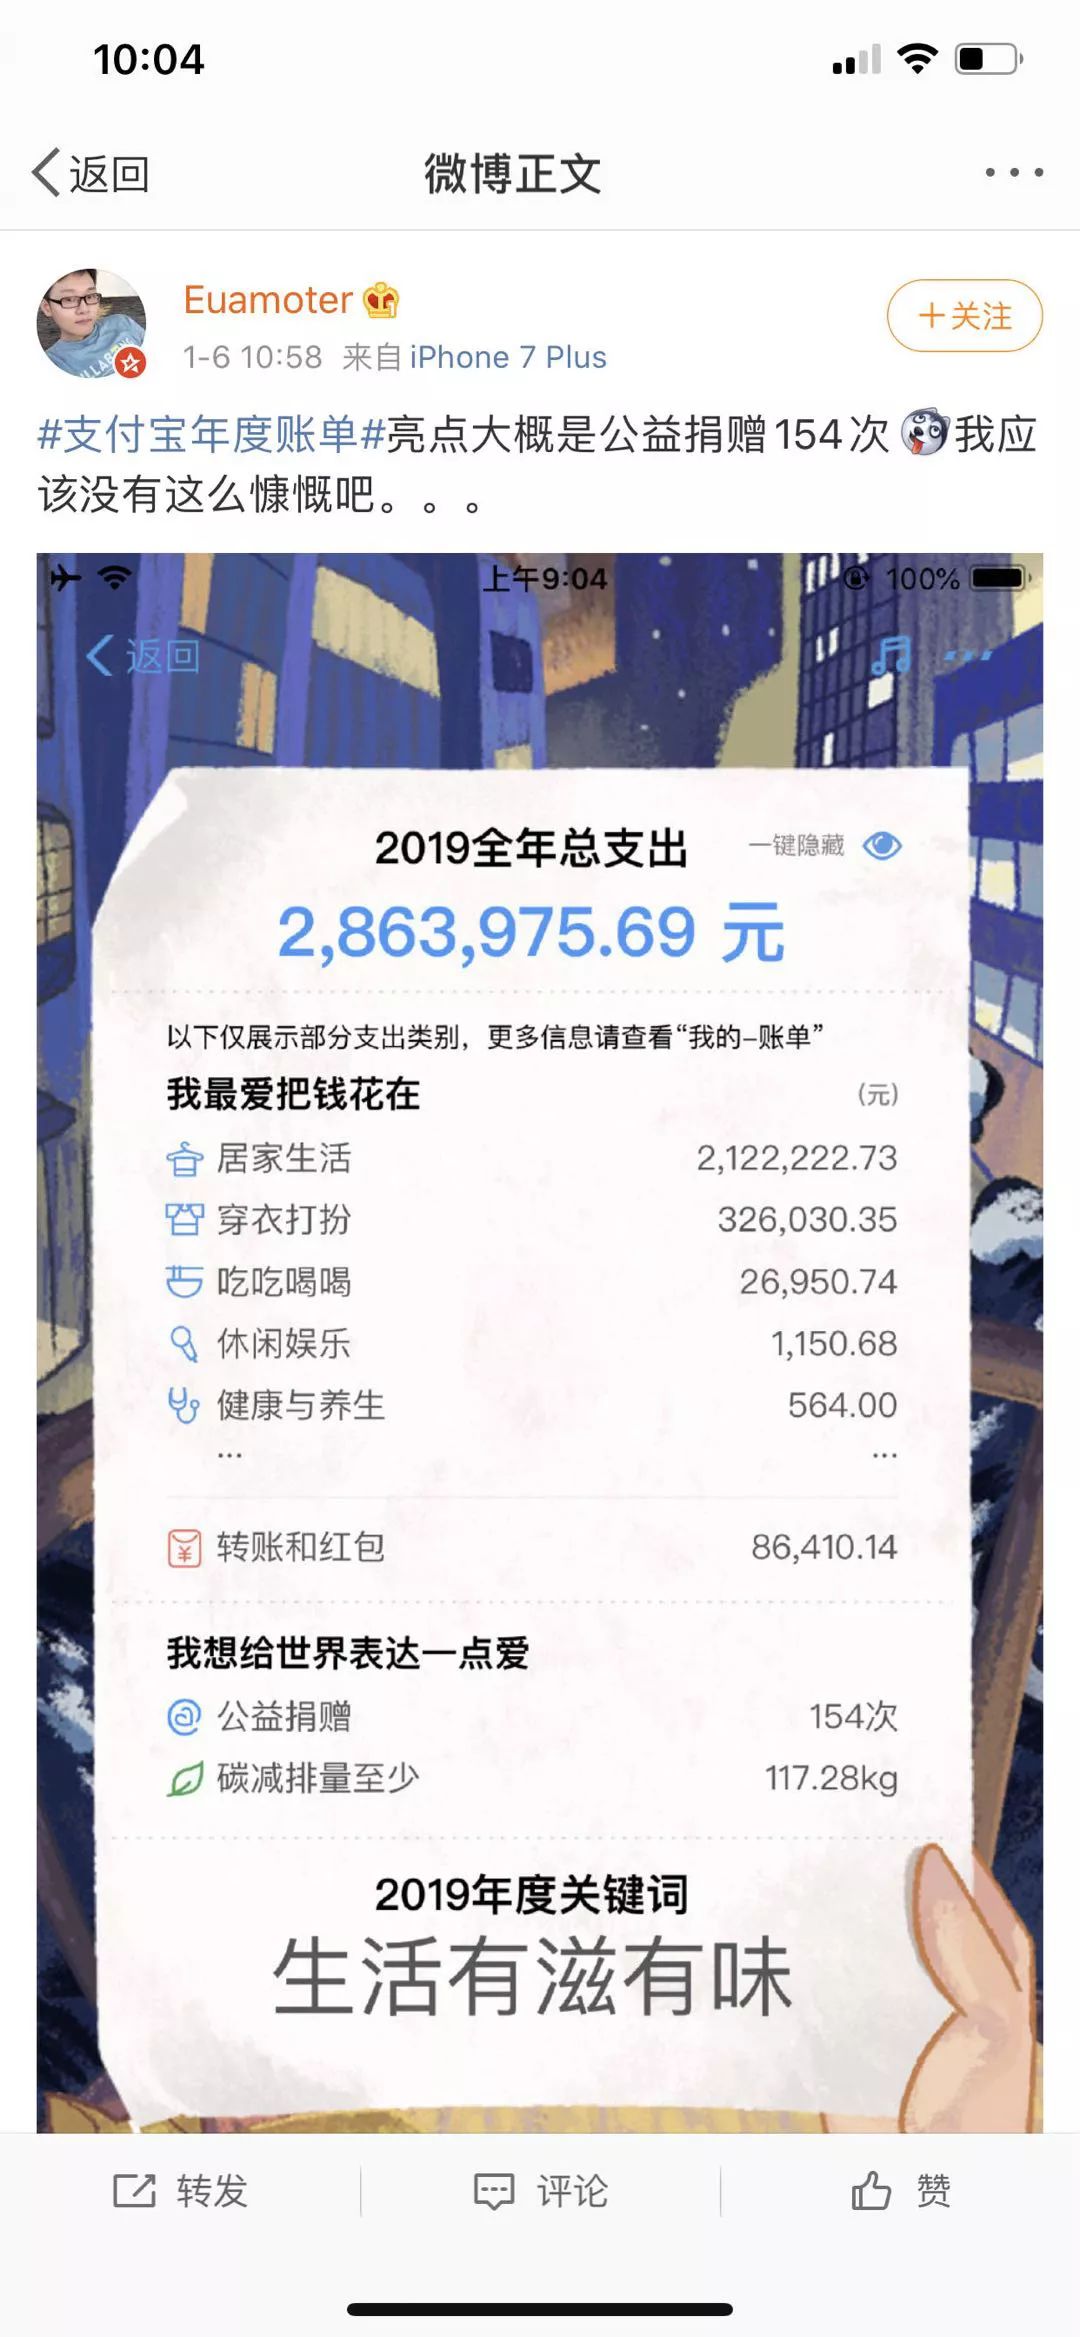 10:04
返回
微博正文
Euamoter
+关注
1-6 10:58 来自 iPhone 7 Plus
#支付宝年度账单#亮点大概是公益捐赠154次我应
该没有这么慷慨吧。。。
上午9:04
100%
返回
2019全年总支出
一键隐藏
2,863,975.69 元
以下仅展示部分支出类别，更多信息请查看“我的–账单”
我最爱把钱花在 (元)
居家生活 2,122,222.73
穿衣打扮 326,030.35
吃吃喝喝 26,950.74
休闲娱乐 1,150.68
健康与养生 564.00
... ...
转账和红包 86,410.14
我想给世界表达一点爱
公益捐赠 154次
碳减排量至少 117.28kg
2019年度关键词
生活有滋有味
转发
评论
赞